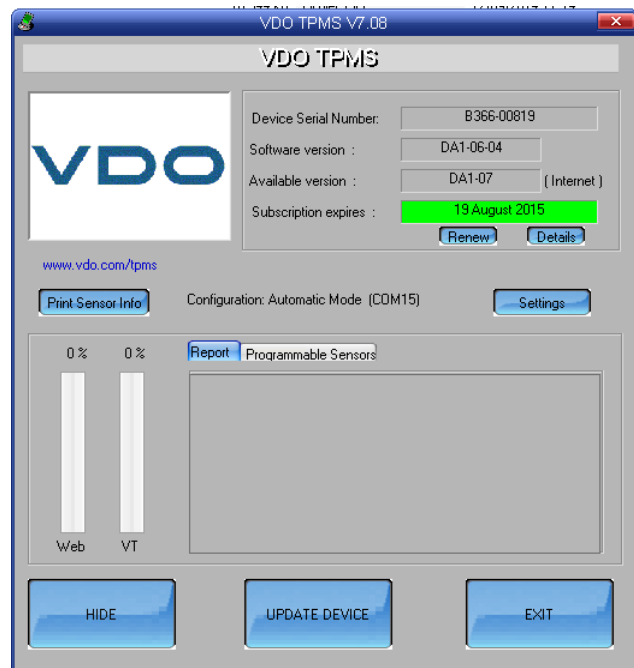 VDO TPMS V7.08
VDO TPMS
VDO
Device Serial Number: B366-00819
Software version : DA1-06-04
Available version : DA1-07 ( Internet )
Subscription expires : 19 August 2015
Renew Details
www.vdo.com/tpms
Print Sensor Info Configuration: Automatic Mode (COM15) Settings
0 % 0 % Report Programmable Sensors
Web VT
HIDE UPDATE DEVICE EXIT